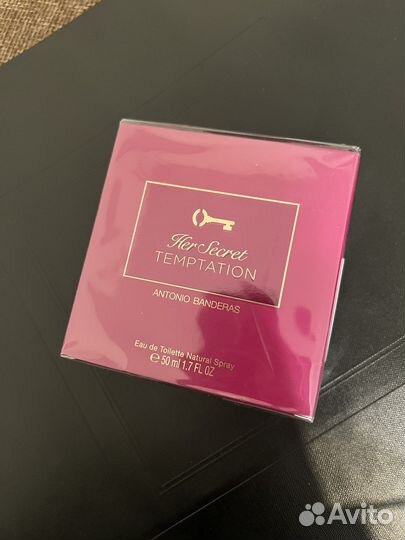 Her Secret
TEMPTATION
ANTONIO BANDERAS
Eau de Toilette Natural Spray
℮ 50 ml 1.7 FL OZ
Avito